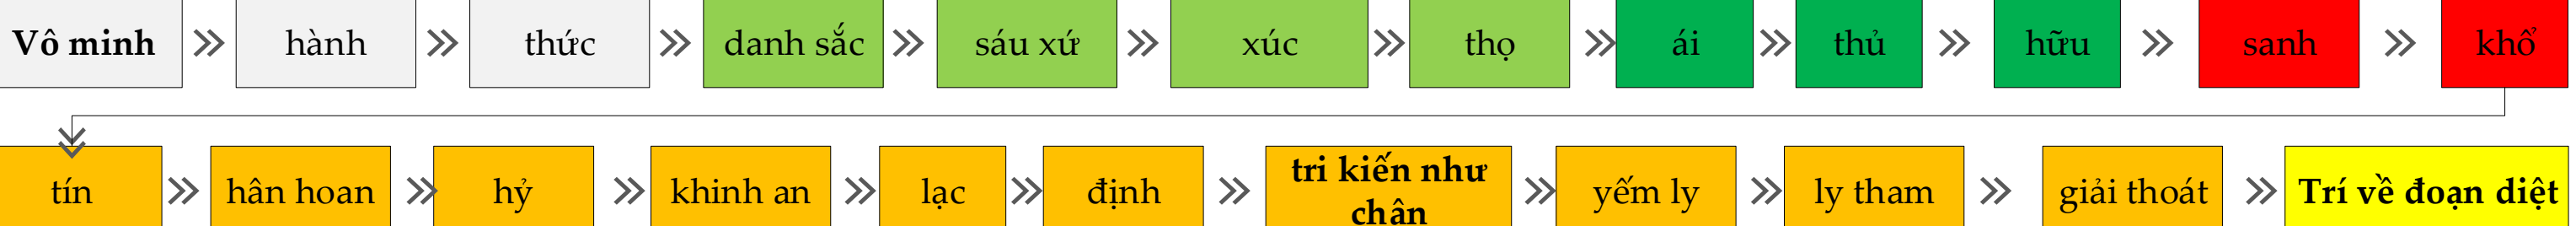 Vô minh hành thức danh sắc sáu xứ xúc thọ ái thủ hữu sanh khổ
tín hân hoan hỷ khinh an lạc định tri kiến như chân yếm ly ly tham giải thoát Trí về đoạn diệt